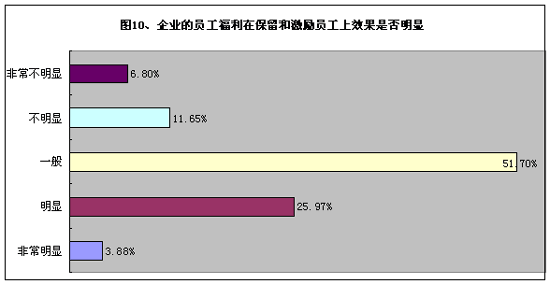 图10、企业的员工福利在保留和激励员工上效果是否明显
非常不明显
6.80%
不明显
11.65%
一般
51.70%
明显
25.97%
非常明显
3.88%